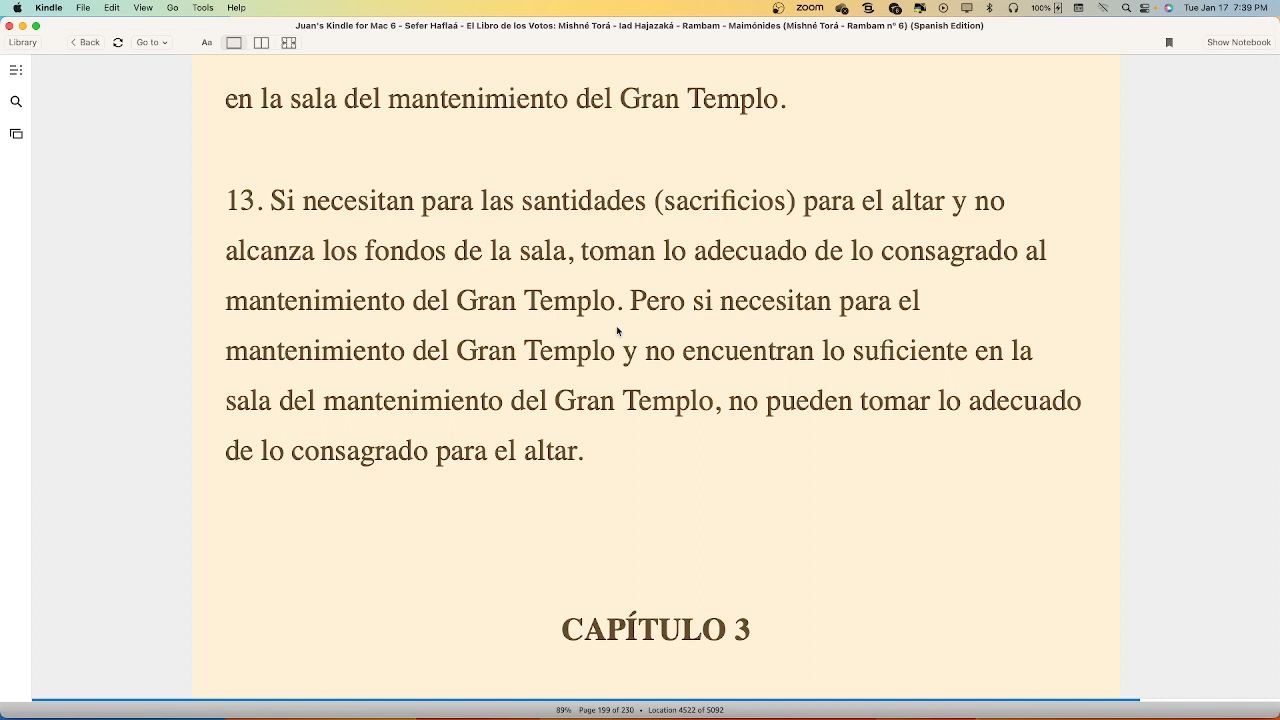 Kindle File Edit View Go Tools Help zoom 100% Tue Jan 17 7:39 PM
Juan's Kindle for Mac 6 - Sefer Haflaá - El Libro de los Votos: Mishné Torá - Iad Hajazaká - Rambam - Maimónides (Mishné Torá - Rambam nº 6) (Spanish Edition)
Library Back Go to Aa Show Notebook
en la sala del mantenimiento del Gran Templo.
13. Si necesitan para las santidades (sacrificios) para el altar y no
alcanza los fondos de la sala, toman lo adecuado de lo consagrado al
mantenimiento del Gran Templo. Pero si necesitan para el
mantenimiento del Gran Templo y no encuentran lo suficiente en la
sala del mantenimiento del Gran Templo, no pueden tomar lo adecuado
de lo consagrado para el altar.
CAPÍTULO 3
89% Page 199 of 230 • Location 4522 of 5092